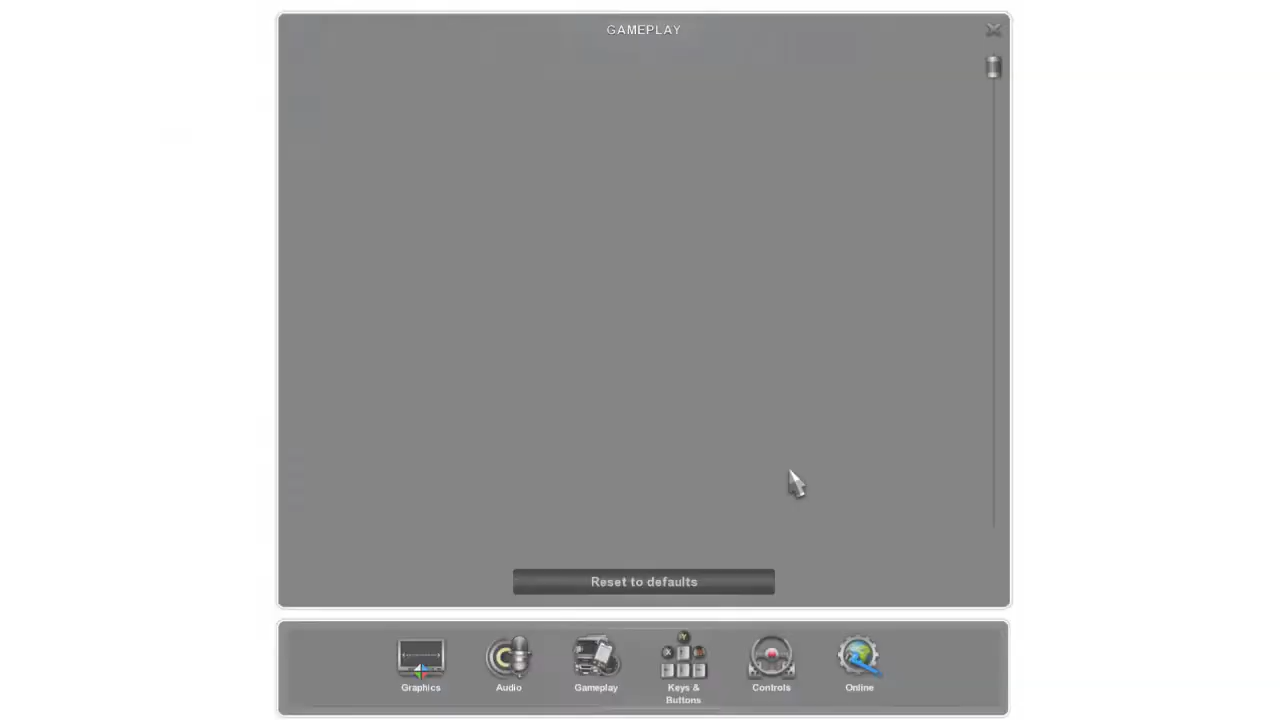 GAMEPLAY
Reset to defaults
Graphics
Audio
Gameplay
Keys &
Buttons
Controls
Online